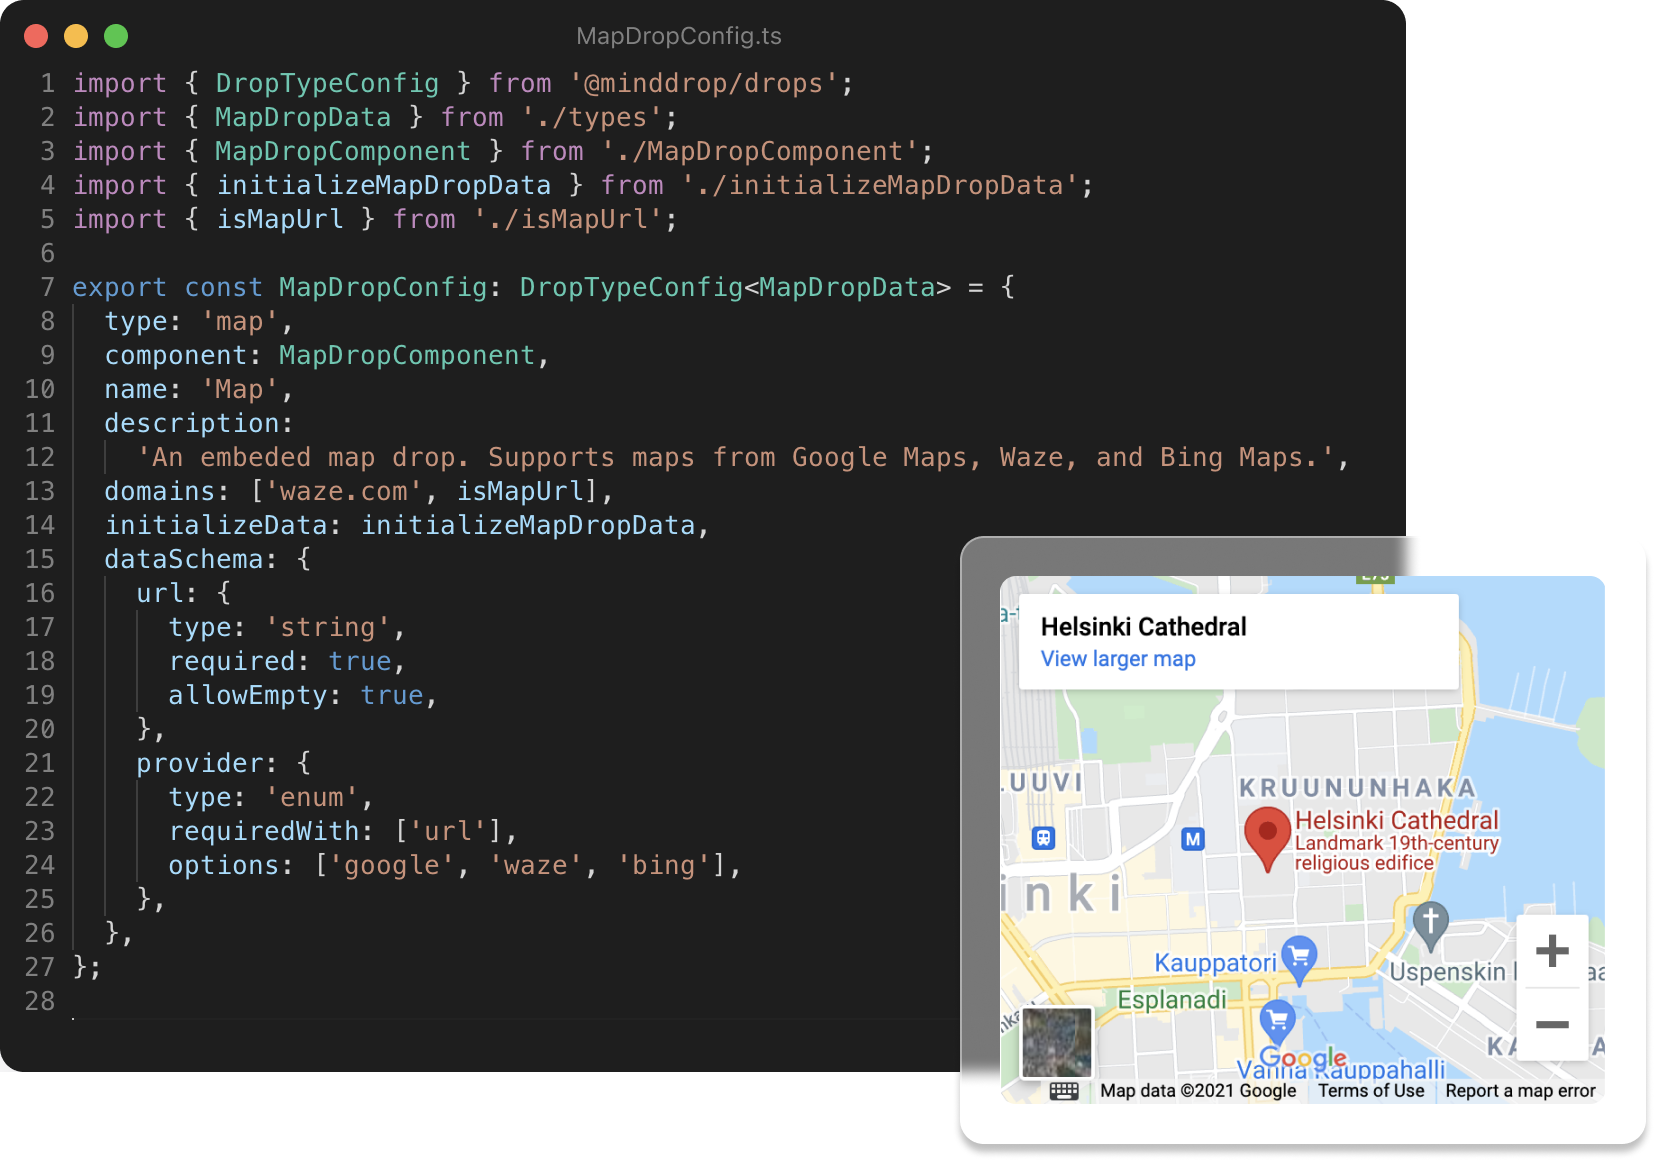 MapDropConfig.ts
1 import { DropTypeConfig } from '@minddrop/drops';
2 import { MapDropData } from './types';
3 import { MapDropComponent } from './MapDropComponent';
4 import { initializeMapDropData } from './initializeMapDropData';
5 import { isMapUrl } from './isMapUrl';
6
7 export const MapDropConfig: DropTypeConfig<MapDropData> = {
8   type: 'map',
9   component: MapDropComponent,
10   name: 'Map',
11   description:
12     'An embeded map drop. Supports maps from Google Maps, Waze, and Bing Maps.',
13   domains: ['waze.com', isMapUrl],
14   initializeData: initializeMapDropData,
15   dataSchema: {
16     url: {
17       type: 'string',
18       required: true,
19       allowEmpty: true,
20     },
21     provider: {
22       type: 'enum',
23       requiredWith: ['url'],
24       options: ['google', 'waze', 'bing'],
25     },
26   },
27 };
28
Helsinki Cathedral
View larger map
LUUVI
KRUUNUNHAKA
Helsinki Cathedral
Landmark 19th-century
religious edifice
M
inki
Kauppatori
Uspenskin
Esplanadi
Google
Vanha Kauppahalli
Map data ©2021 Google
Terms of Use
Report a map error